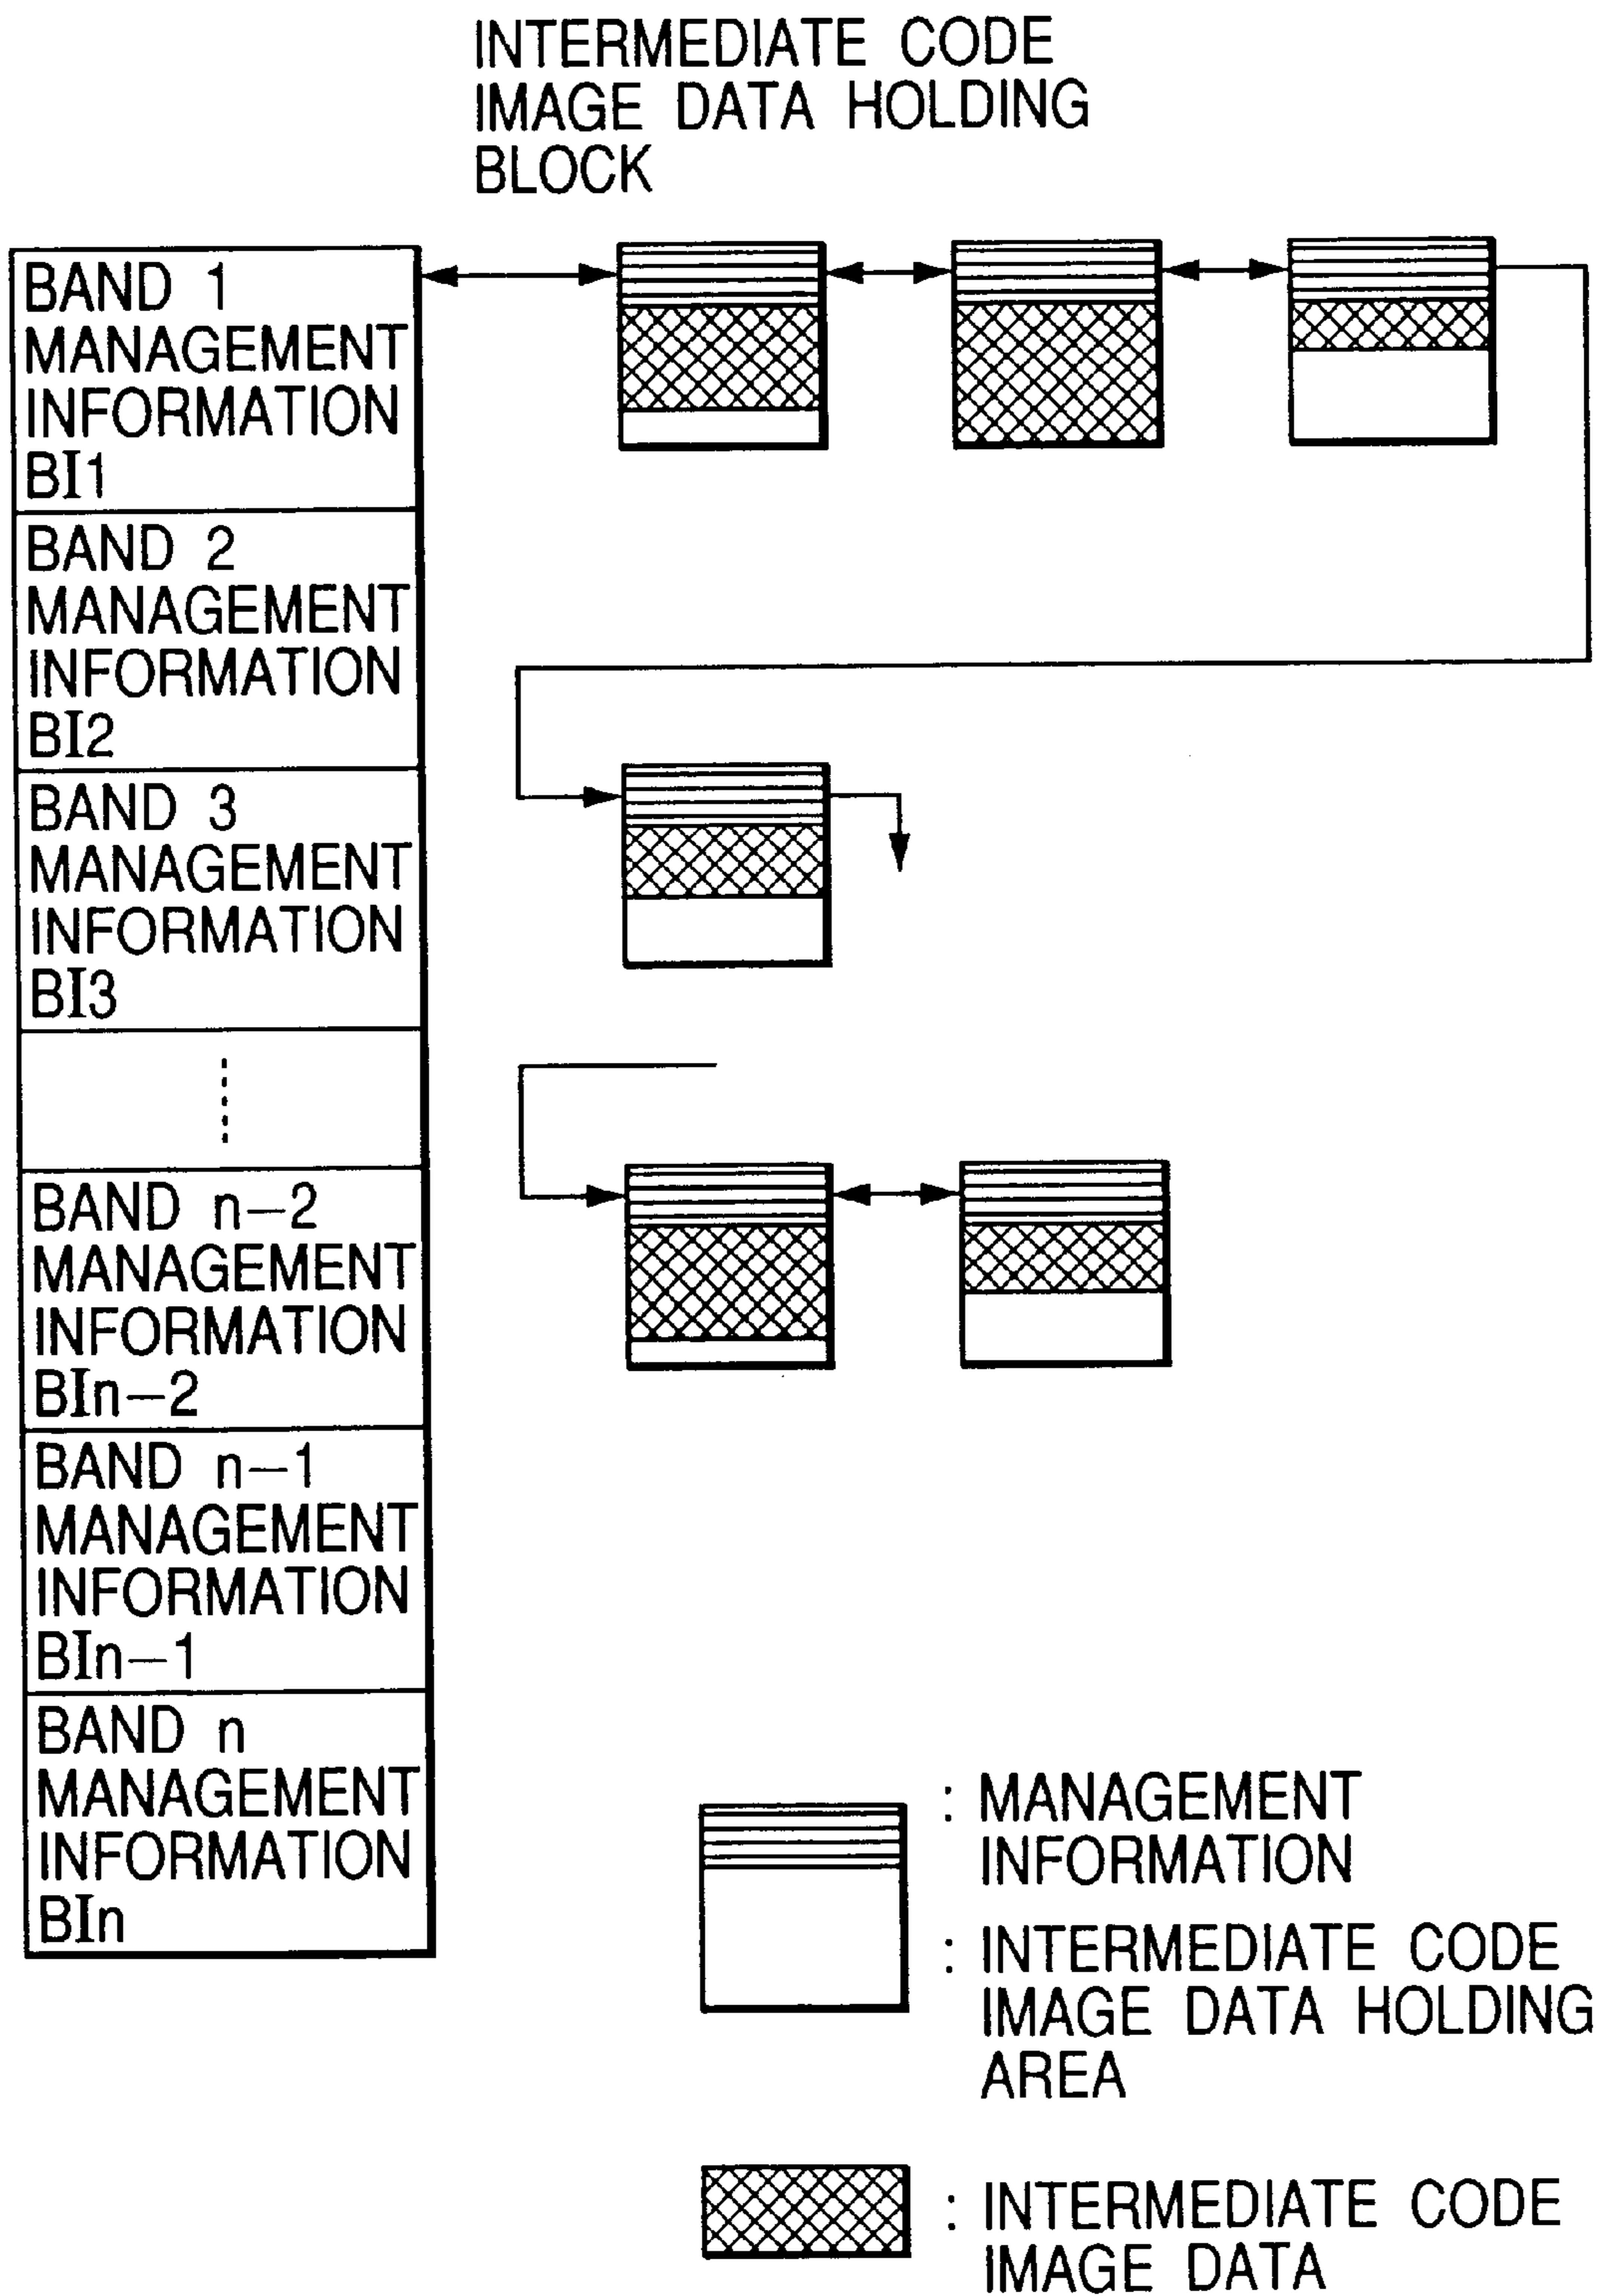 INTERMEDIATE CODE
IMAGE DATA HOLDING
BLOCK
BAND 1
MANAGEMENT
INFORMATION
BI1
BAND 2
MANAGEMENT
INFORMATION
BI2
BAND 3
MANAGEMENT
INFORMATION
BI3
BAND n−2
MANAGEMENT
INFORMATION
BIn−2
BAND n−1
MANAGEMENT
INFORMATION
BIn−1
BAND n
MANAGEMENT
INFORMATION
BIn
: MANAGEMENT
INFORMATION
: INTERMEDIATE CODE
IMAGE DATA HOLDING
AREA
: INTERMEDIATE CODE
IMAGE DATA